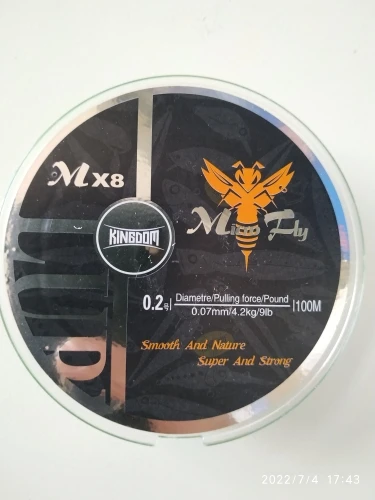 Mx8
KINGDOM
Micro Fly
0.2号 Diametre/Pulling force/Pound 100M
0.07mm/4.2kg/9lb
Smooth And Nature
Super And Strong
2022/7/4 17:43